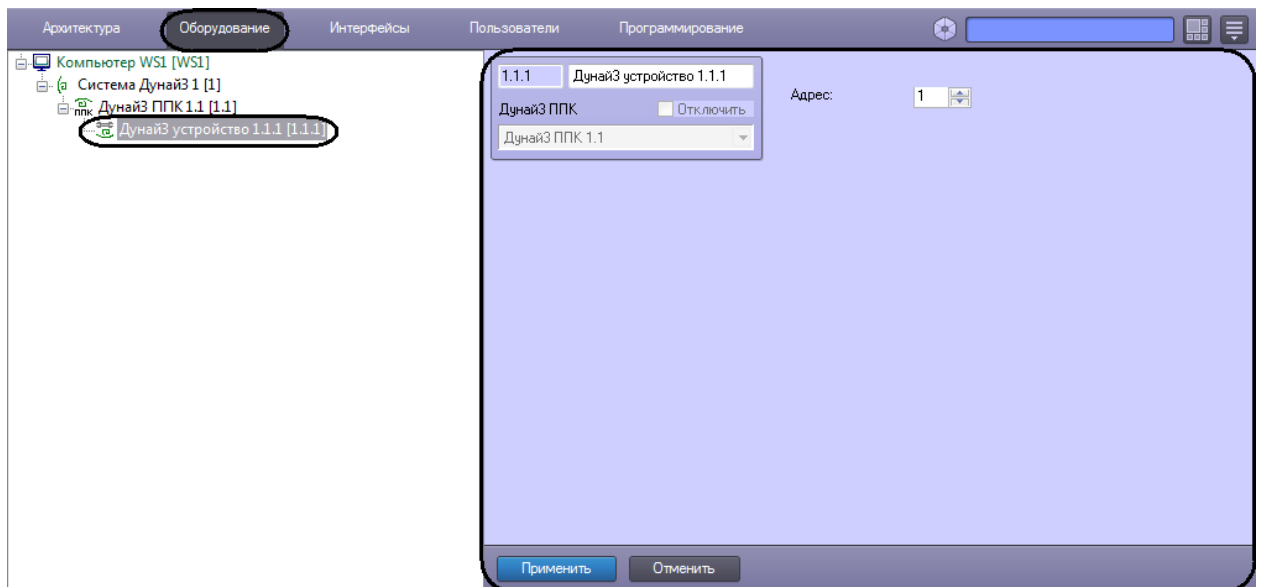 Архитектура Оборудование Интерфейсы Пользователи Программирование
Компьютер WS1 [WS1]
Система Дунай3 1 [1]
ппк Дунай3 ППК 1.1 [1.1]
Дунай3 устройство 1.1.1 [1.1.1]
1.1.1 Дунай3 устройство 1.1.1
Адрес: 1
Дунай3 ППК Отключить
Дунай3 ППК 1.1
Применить Отменить